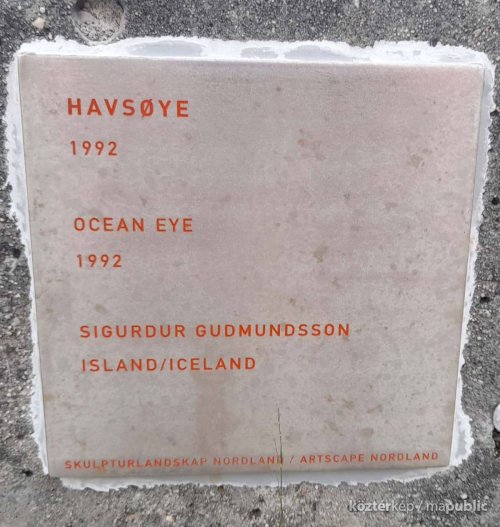 HAVSØYE
1992
OCEAN EYE
1992
SIGURDUR GUDMUNDSSON
ISLAND/ICELAND
SKULPTURLANDSKAP NORDLAND / ARTSCAPE NORDLAND
köztérkép / mapublic